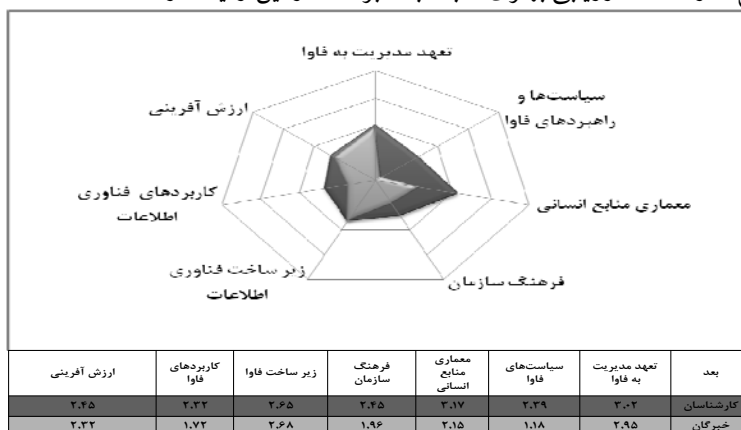 تعهد مدیریت به فاوا
سیاست‌ها و
راهبردهای فاوا
معماری منابع انسانی
فرهنگ سازمان
زیر ساخت فناوری
اطلاعات
کاربردهای فناوری
اطلاعات
ارزش آفرینی
بعد تعهد مدیریت به فاوا سیاست‌های فاوا معماری منابع انسانی فرهنگ سازمان زیر ساخت فاوا کاربردهای فاوا ارزش آفرینی
کارشناسان ۳.۰۲ ۲.۳۹ ۳.۱۷ ۲.۴۵ ۲.۶۵ ۲.۳۲ ۲.۴۵
خبرگان ۲.۹۵ ۱.۱۸ ۲.۱۵ ۱.۹۶ ۲.۶۸ ۱.۷۲ ۲.۳۲